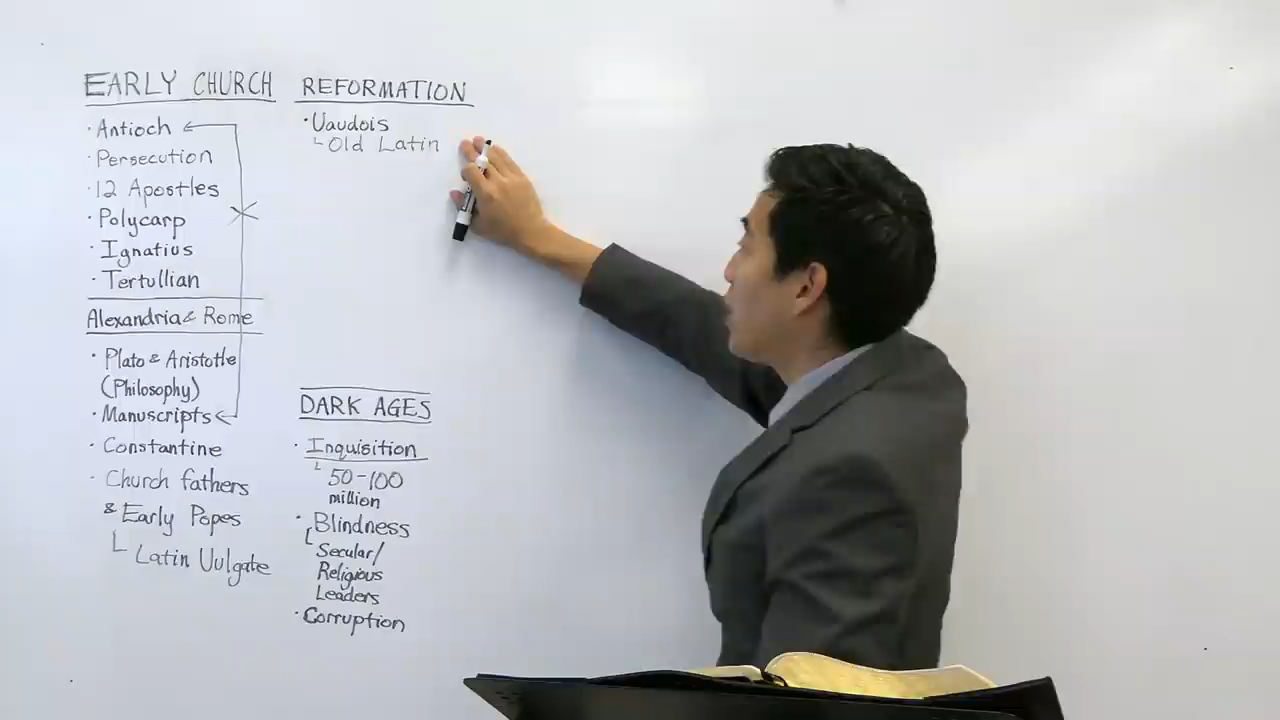 EARLY CHURCH
· Antioch
· Persecution
· 12 Apostles
· Polycarp
· Ignatius
· Tertullian
Alexandria & Rome
· Plato & Aristotle
(Philosophy)
· Manuscripts
· Constantine
· Church fathers
& Early Popes
Latin Vulgate
REFORMATION
· Vaudois
Old Latin
DARK AGES
· Inquisition
50-100
million
· Blindness
Secular/
Religious
Leaders
· Corruption